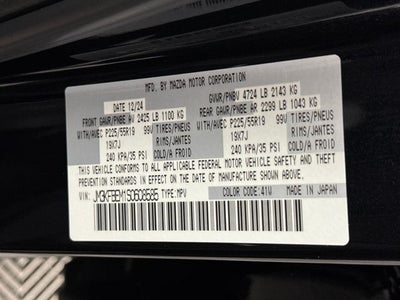 MFD. BY MAZDA MOTOR CORPORATION
DATE 12/24 GVWR/PNBV 4724 LB 2143 KG
FRONT GAWR/PNBE AV 2425 LB 1100 KG REAR GAWR/PNBE AR 2299 LB 1043 KG
WITH/AVEC P225/55R19 99V TIRES/PNEUS WITH/AVEC P225/55R19 99V TIRES/PNEUS
19X7J RIMS/JANTES 19X7J RIMS/JANTES
240 KPA/35 PSI COLD/A FROID 240 KPA/35 PSI COLD/A FROID
THIS VEHICLE CONFORMS TO ALL APPLICABLE FEDERAL MOTOR VEHICLE SAFETY AND
THEFT PREVENTION STANDARDS IN EFFECT ON THE DATE OF MANUFACTURE SHOWN ABOVE.
VIN: TYPE:MPV COLOR CODE:41W MADE IN JAPAN